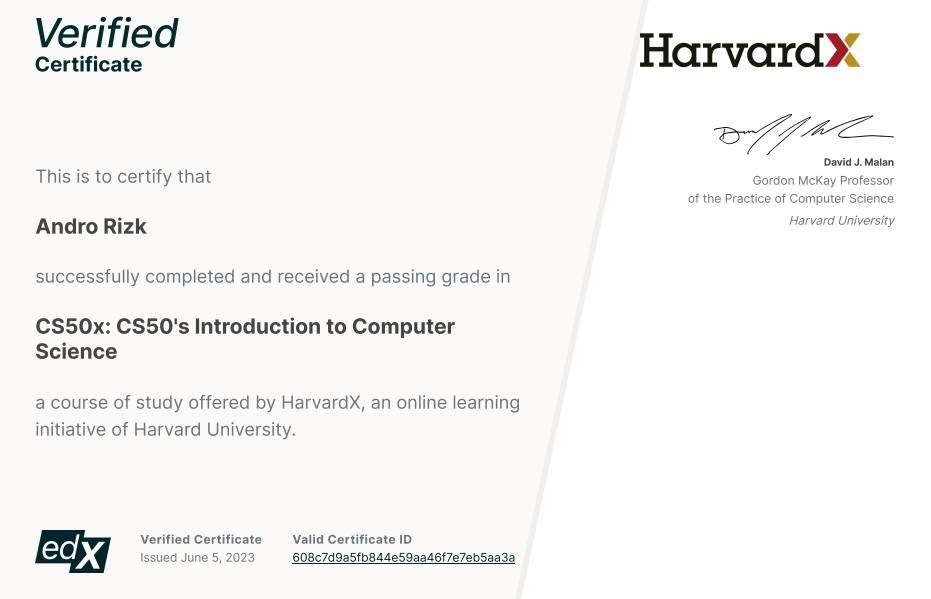 Verified
Certificate
HarvardX
David J. Malan
Gordon McKay Professor
of the Practice of Computer Science
Harvard University
This is to certify that
Andro Rizk
successfully completed and received a passing grade in
CS50x: CS50's Introduction to Computer
Science
a course of study offered by HarvardX, an online learning
initiative of Harvard University.
edX
Verified Certificate
Issued June 5, 2023
Valid Certificate ID
608c7d9a5fb844e59aa46f7e7eb5aa3a